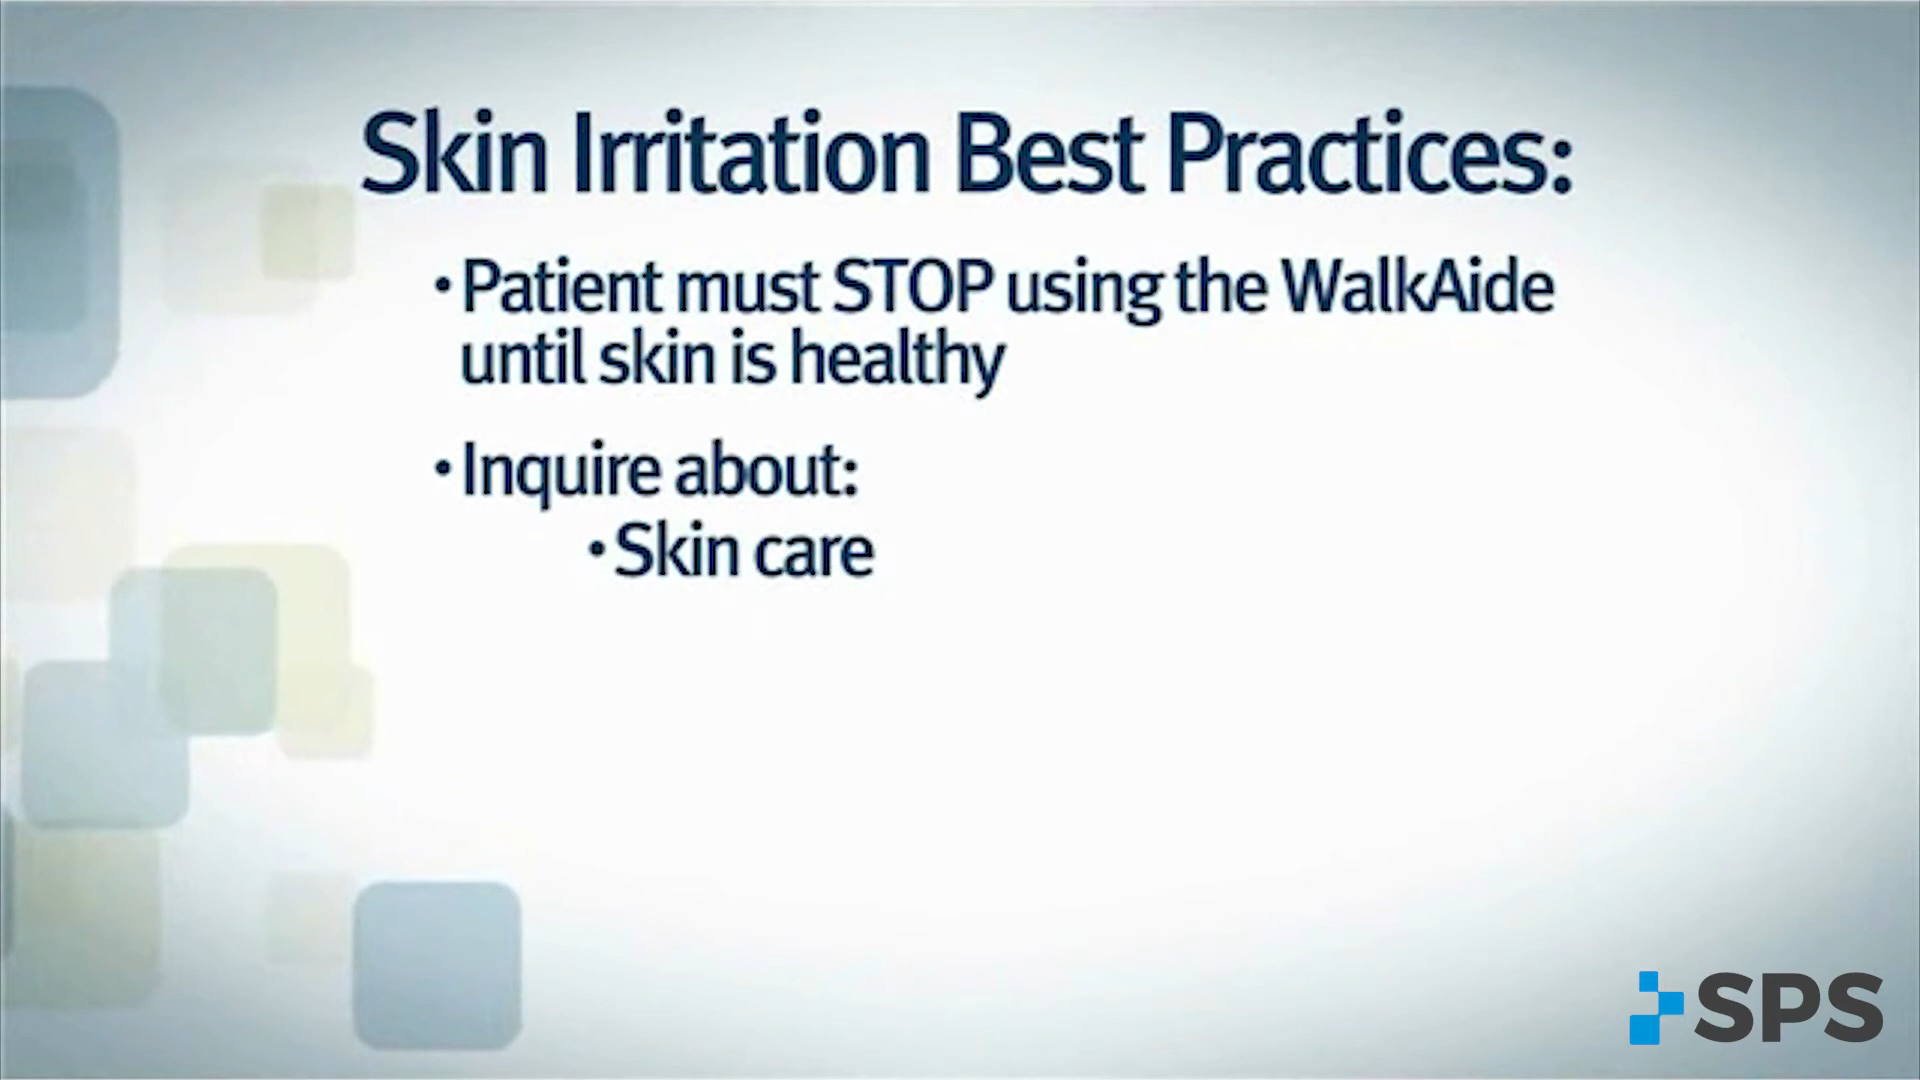 Skin Irritation Best Practices:
• Patient must STOP using the WalkAide
until skin is healthy
• Inquire about:
• Skin care
SPS